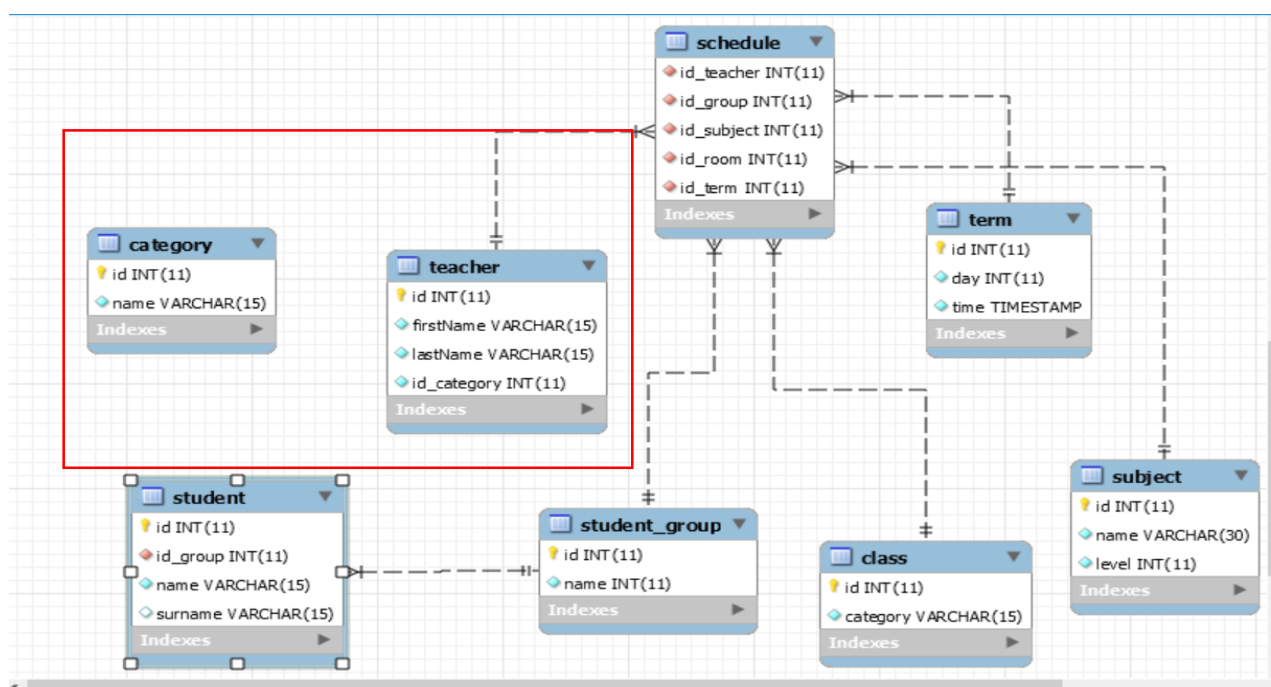 schedule
id_teacher INT(11)
id_group INT(11)
id_subject INT(11)
id_room INT(11)
id_term INT(11)
Indexes
category
id INT(11)
name VARCHAR(15)
Indexes
teacher
id INT(11)
firstName VARCHAR(15)
lastName VARCHAR(15)
id_category INT(11)
Indexes
term
id INT(11)
day INT(11)
time TIMESTAMP
Indexes
student
id INT(11)
id_group INT(11)
name VARCHAR(15)
surname VARCHAR(15)
Indexes
student_group
id INT(11)
name INT(11)
Indexes
class
id INT(11)
category VARCHAR(15)
Indexes
subject
id INT(11)
name VARCHAR(30)
level INT(11)
Indexes